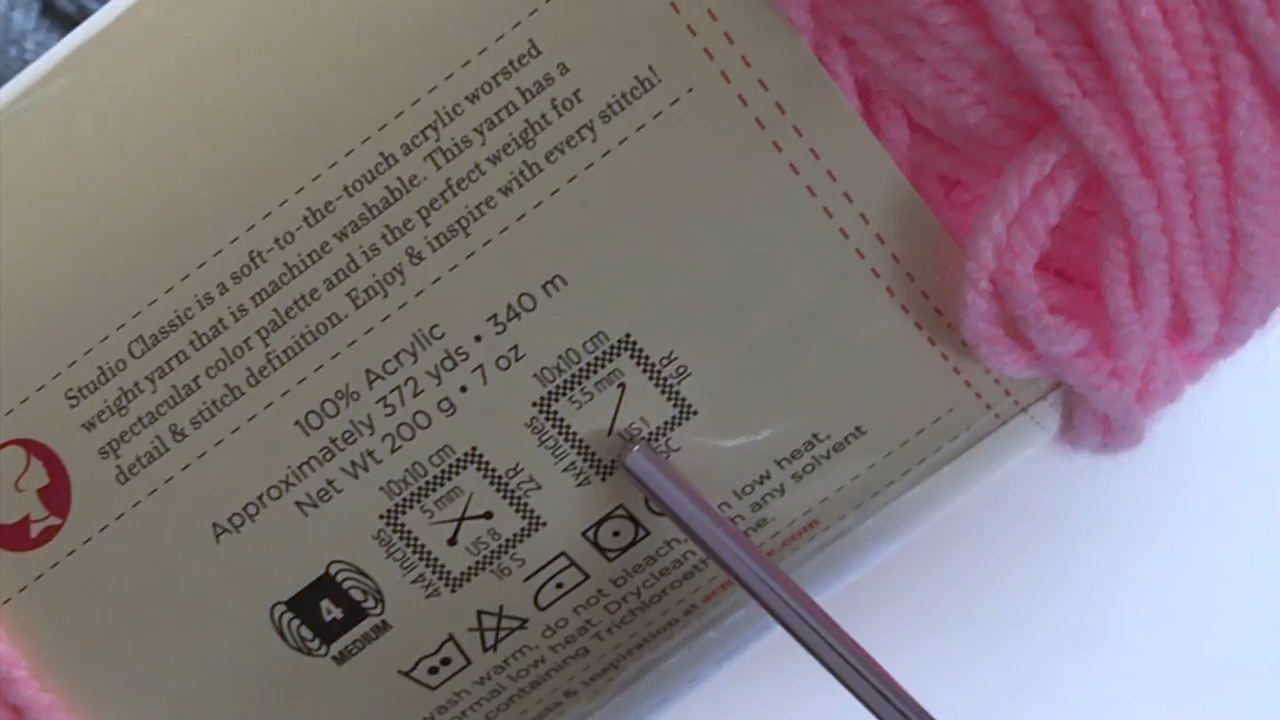 Studio Classic is a soft-to-the-touch acrylic worsted
weight yarn that is machine washable. This yarn has a
spectacular color palette and is the perfect weight for
detail & stitch definition. Enjoy & inspire with every stitch!
100% Acrylic
Approximately 372 yds • 340 m
Net Wt 200 g • 7 oz
4
MEDIUM
10x10 cm
4X4 Inches
5 mm
US 8
22 R
16 S
10x10 cm
4X4 Inches
5.5 mm
US I
16 R
SC
wash warm, do not bleach, low heat,
normal low heat. Dryclean any solvent
containing
& inspiration at